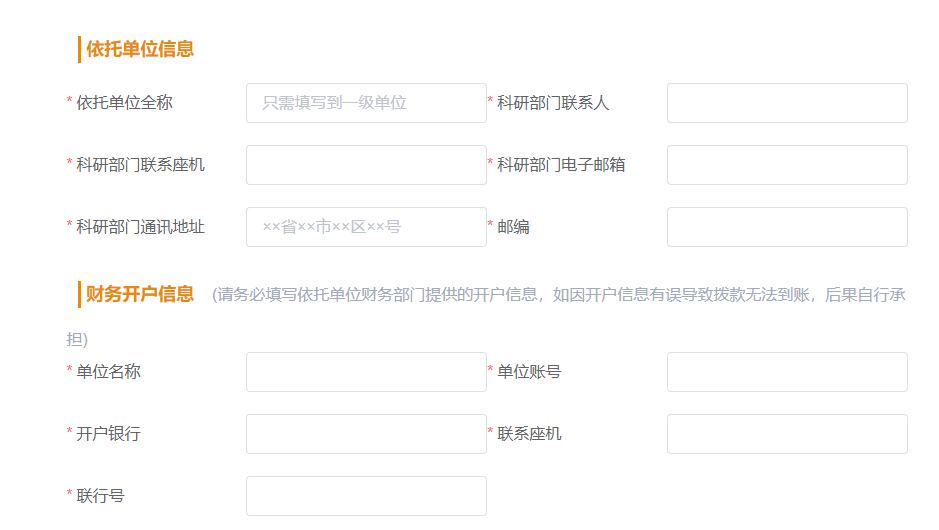 依托单位信息
* 依托单位全称 只需填写到一级单位 * 科研部门联系人
* 科研部门联系座机 * 科研部门电子邮箱
* 科研部门通讯地址 ××省××市××区××号 * 邮编
财务开户信息 (请务必填写依托单位财务部门提供的开户信息，如因开户信息有误导致拨款无法到账，后果自行承
担)
* 单位名称 * 单位账号
* 开户银行 * 联系座机
* 联行号